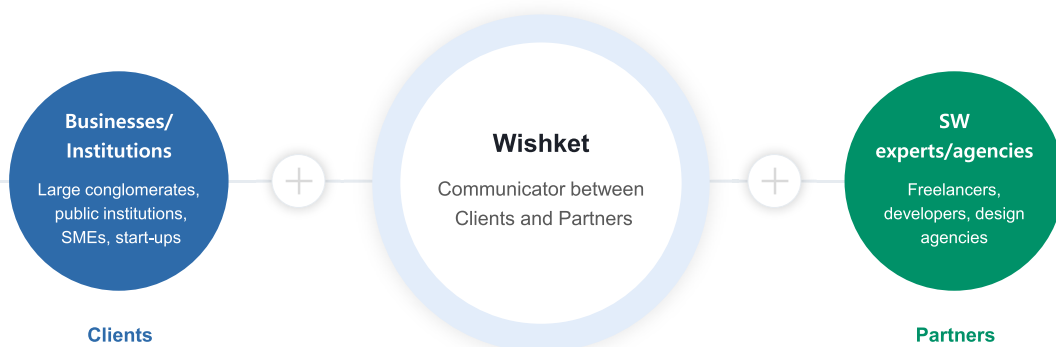 Businesses/
Institutions
Large conglomerates,
public institutions,
SMEs, start-ups
Clients
Wishket
Communicator between
Clients and Partners
SW
experts/agencies
Freelancers,
developers, design
agencies
Partners